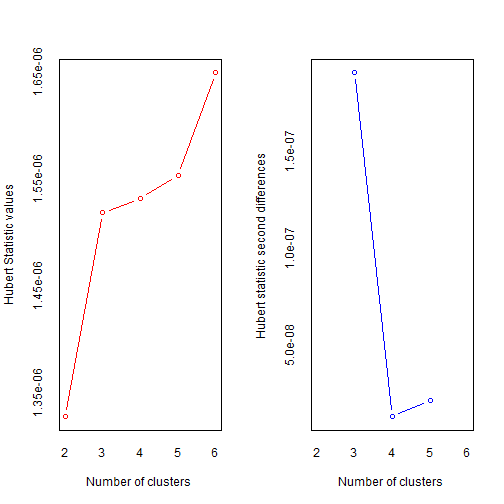 Hubert Statistic values
1.65e-06
1.55e-06
1.45e-06
1.35e-06
2 3 4 5 6
Number of clusters
Hubert statistic second differences
1.5e-07
1.0e-07
5.0e-08
2 3 4 5 6
Number of clusters